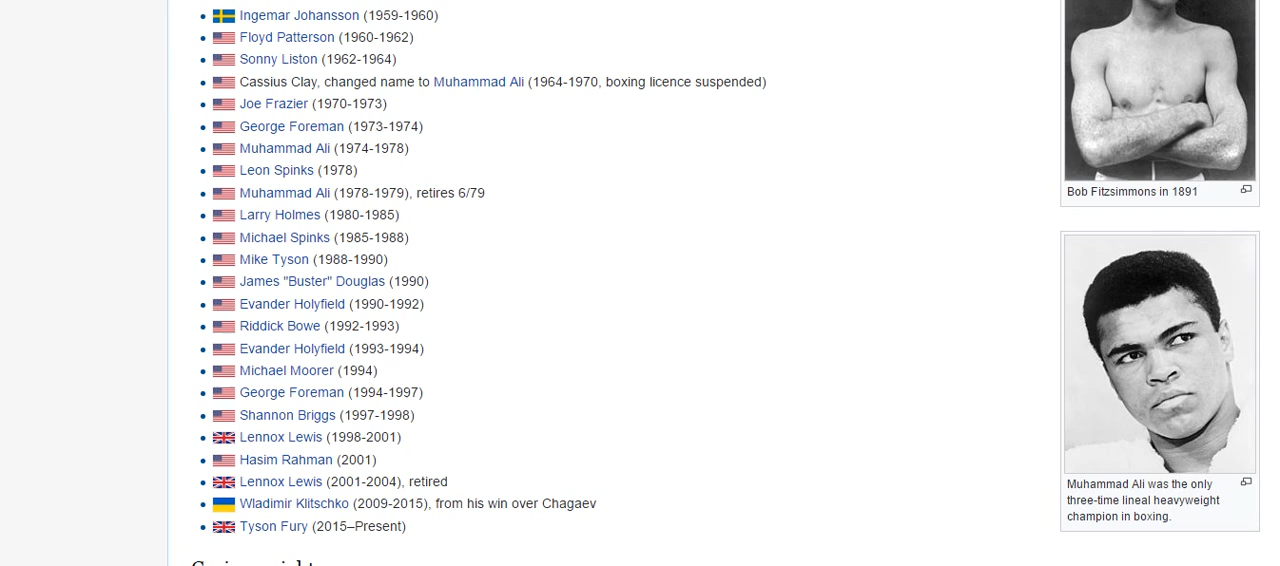 Ingemar Johansson (1959-1960)
Floyd Patterson (1960-1962)
Sonny Liston (1962-1964)
Cassius Clay, changed name to Muhammad Ali (1964-1970, boxing licence suspended)
Joe Frazier (1970-1973)
George Foreman (1973-1974)
Muhammad Ali (1974-1978)
Leon Spinks (1978)
Muhammad Ali (1978-1979), retires 6/79
Larry Holmes (1980-1985)
Michael Spinks (1985-1988)
Mike Tyson (1988-1990)
James "Buster" Douglas (1990)
Evander Holyfield (1990-1992)
Riddick Bowe (1992-1993)
Evander Holyfield (1993-1994)
Michael Moorer (1994)
George Foreman (1994-1997)
Shannon Briggs (1997-1998)
Lennox Lewis (1998-2001)
Hasim Rahman (2001)
Lennox Lewis (2001-2004), retired
Wladimir Klitschko (2009-2015), from his win over Chagaev
Tyson Fury (2015–Present)
Bob Fitzsimmons in 1891
Muhammad Ali was the only
three-time lineal heavyweight
champion in boxing.